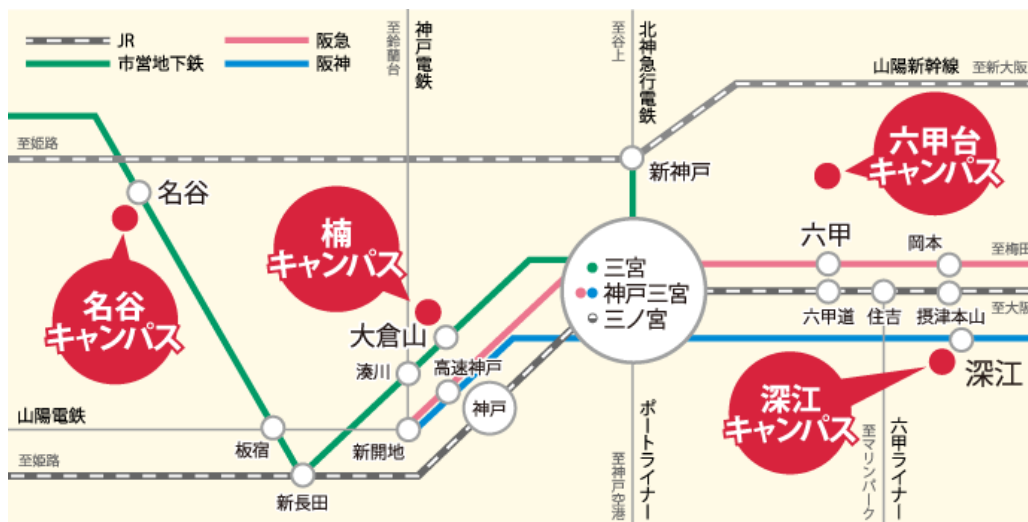 JR
市営地下鉄
阪急
阪神
至鈴蘭台
神戸電鉄
至谷上
北神急行電鉄
山陽新幹線
至新大阪
至姫路
新神戸
六甲台
キャンパス
名谷
楠
キャンパス
名谷
キャンパス
三宮
神戸三宮
三ノ宮
六甲
岡本
至梅田
大倉山
六甲道
住吉
摂津本山
至大阪
湊川
高速神戸
深江
深江
キャンパス
神戸
山陽電鉄
板宿
新開地
至姫路
新長田
ポートライナー
至神戸空港
六甲ライナー
至マリンパーク